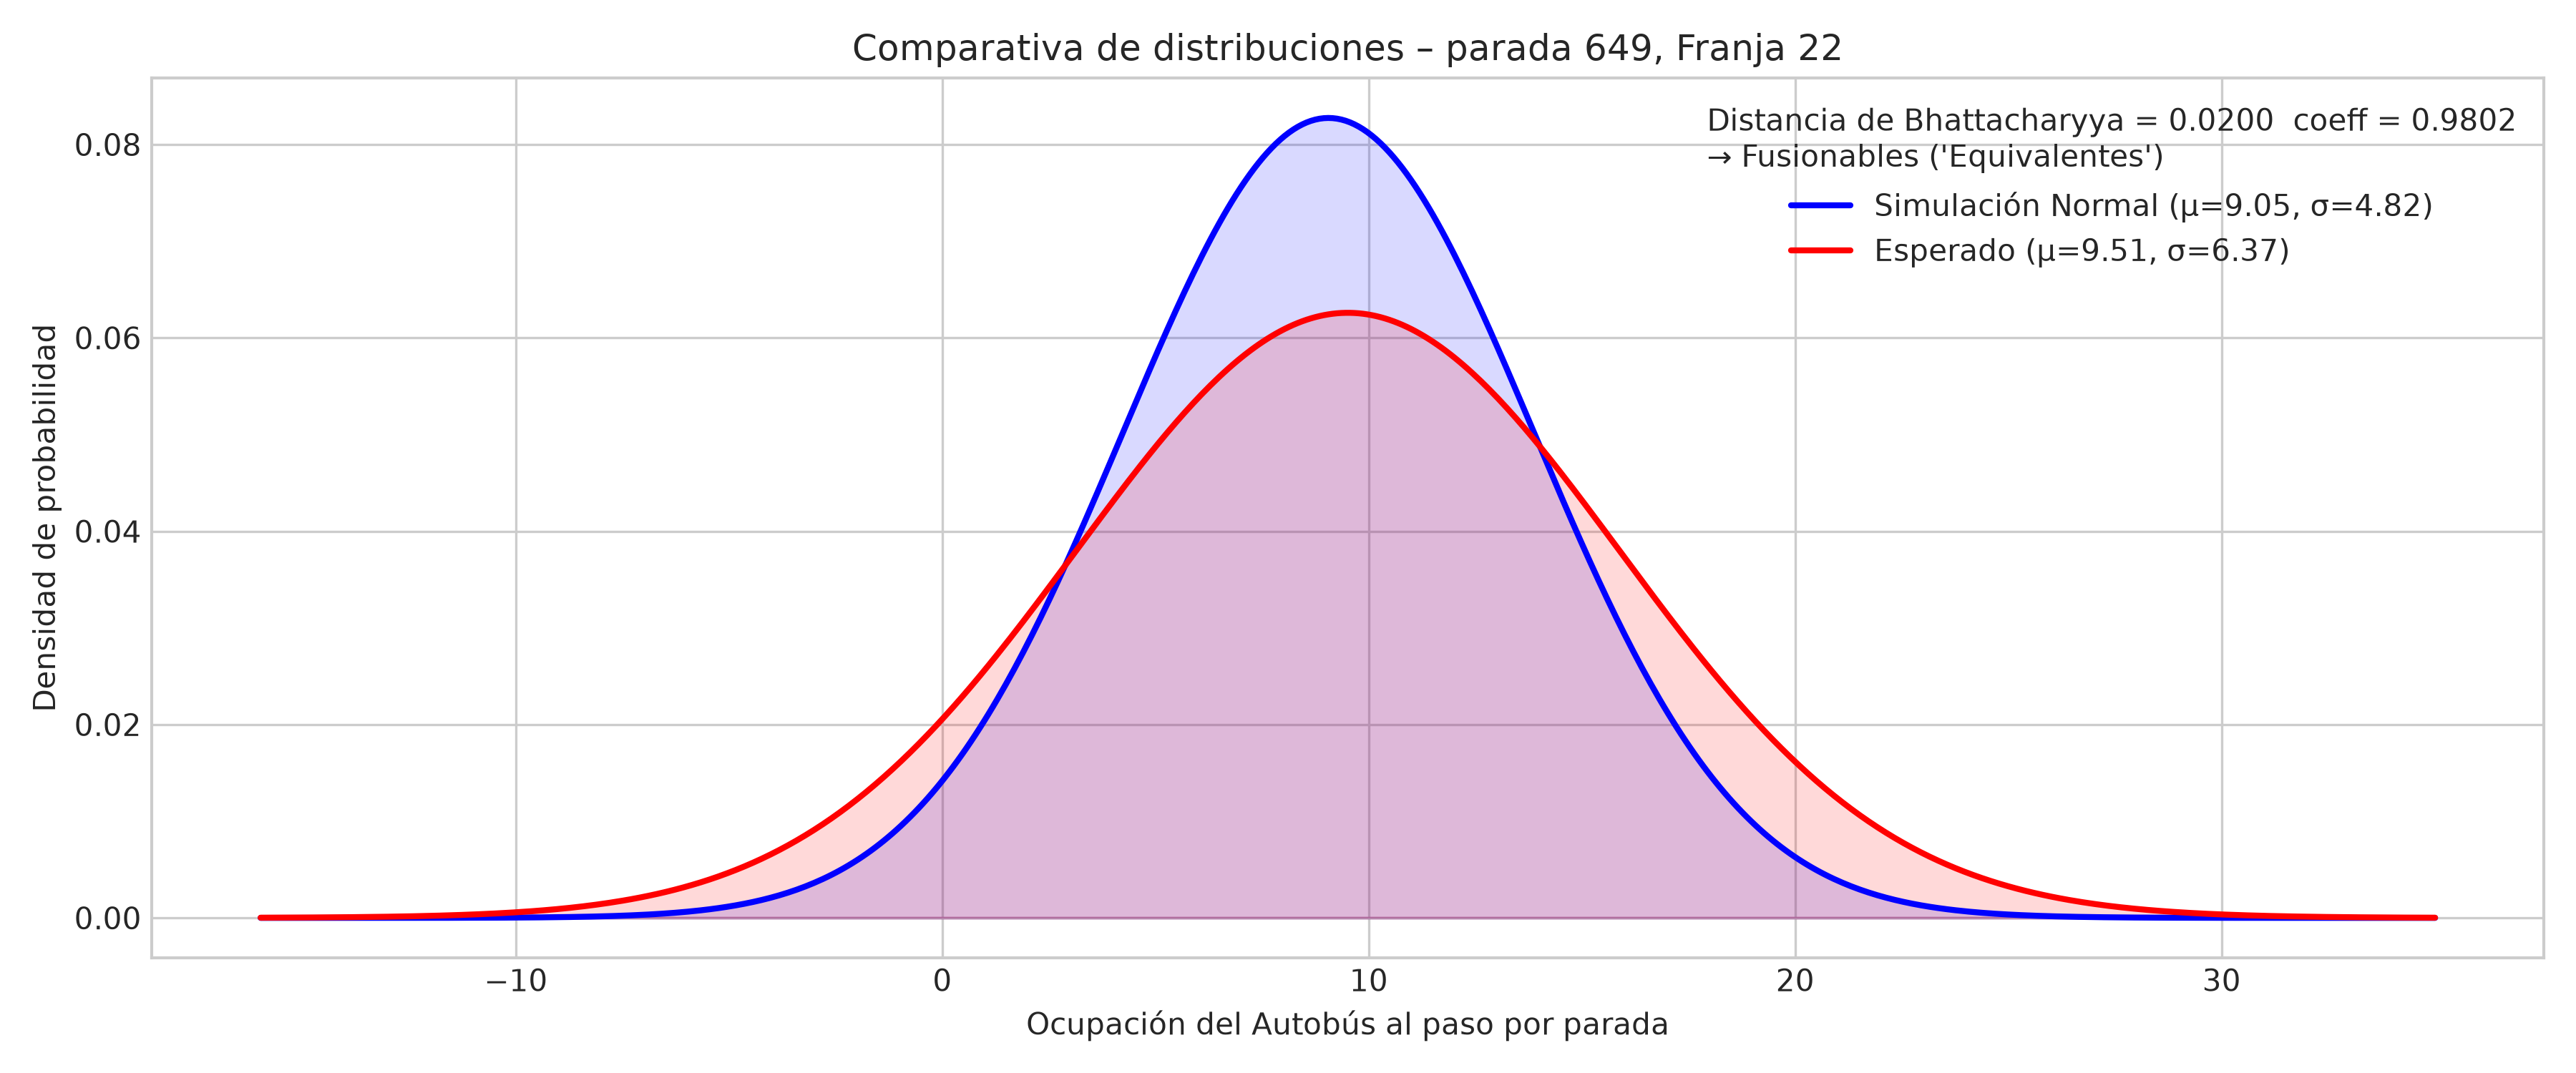 Comparativa de distribuciones – parada 649, Franja 22
Distancia de Bhattacharyya = 0.0200  coeff = 0.9802
→ Fusionables ('Equivalentes')
Simulación Normal (μ=9.05, σ=4.82)
Esperado (μ=9.51, σ=6.37)
Densidad de probabilidad
0.08
0.06
0.04
0.02
0.00
−10
0
10
20
30
Ocupación del Autobús al paso por parada